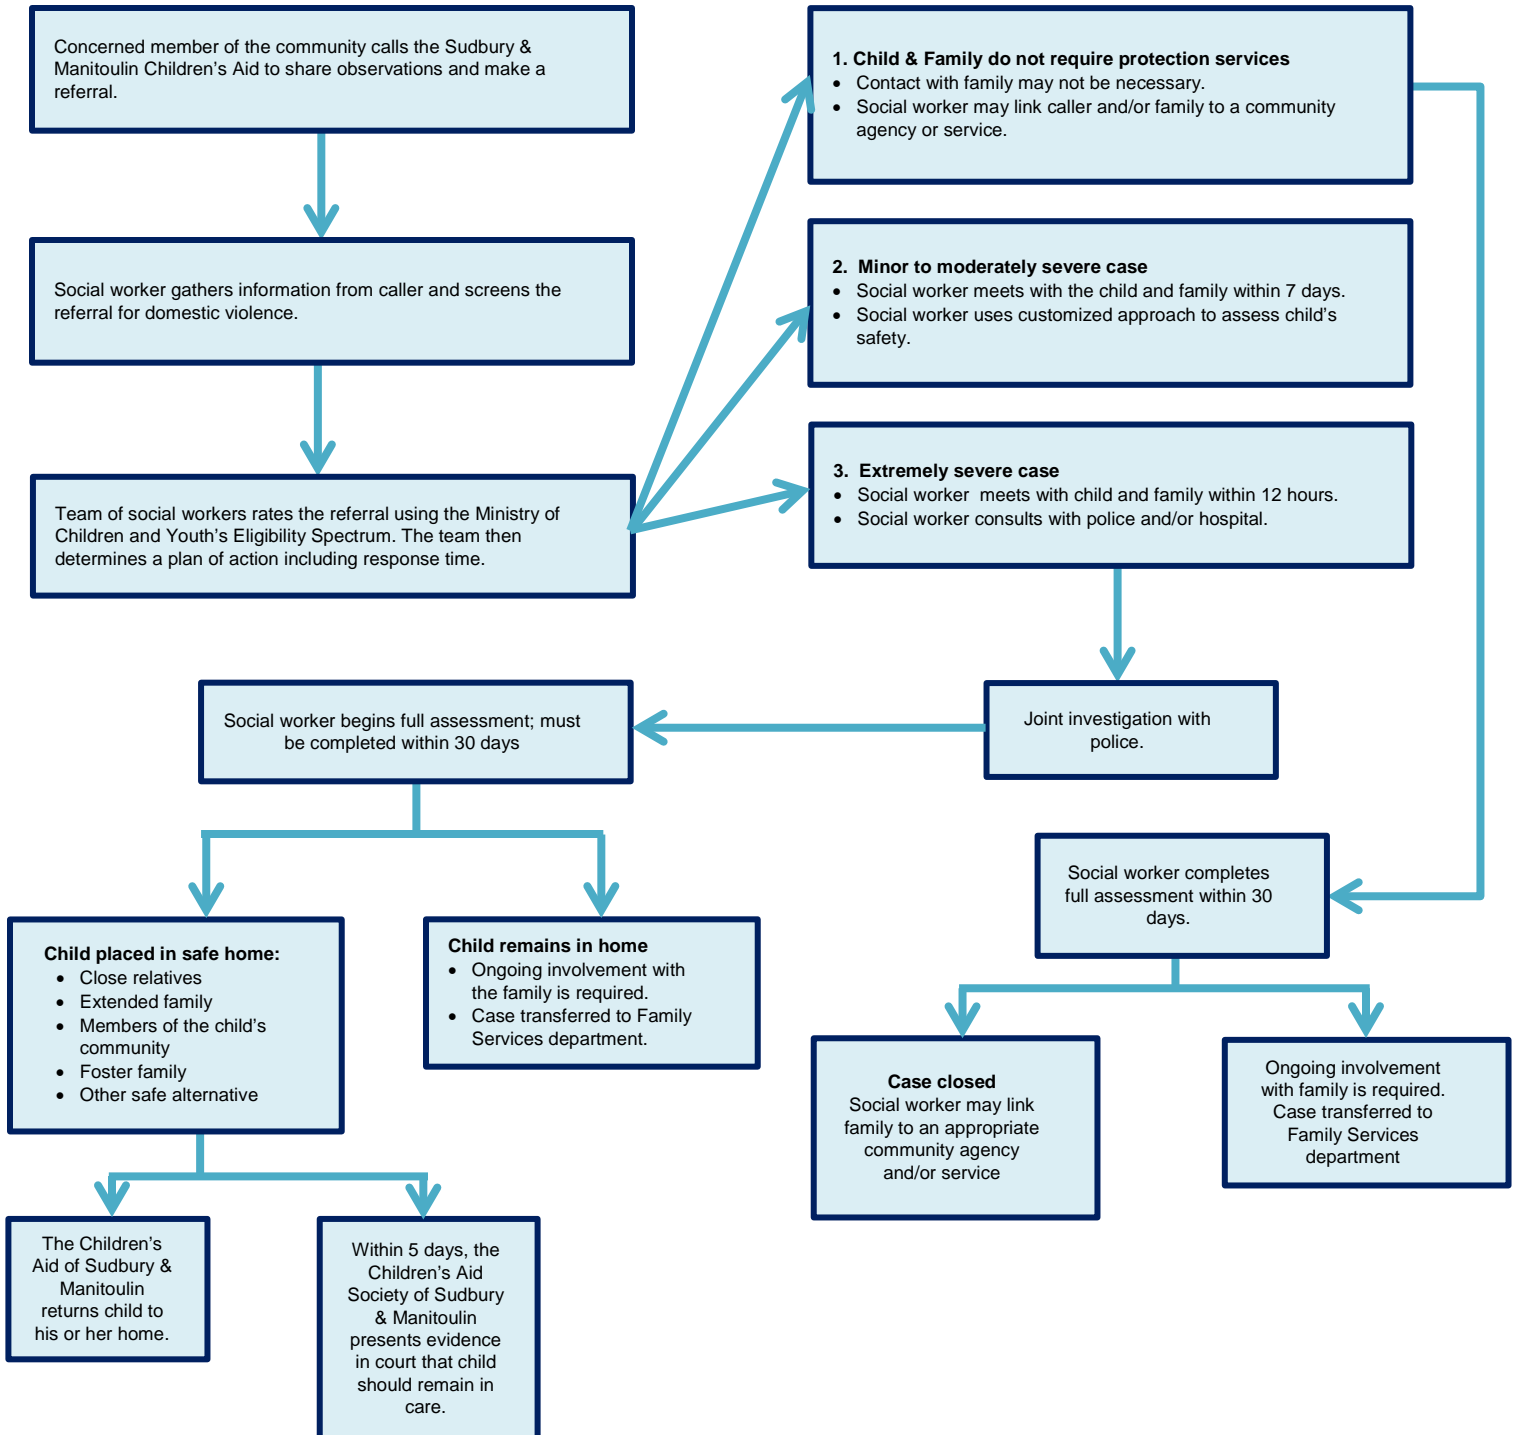 Concerned member of the community calls the Sudbury &
Manitoulin Children’s Aid to share observations and make a
referral.
Social worker gathers information from caller and screens the
referral for domestic violence.
Team of social workers rates the referral using the Ministry of
Children and Youth’s Eligibility Spectrum. The team then
determines a plan of action including response time.
1. Child & Family do not require protection services
• Contact with family may not be necessary.
• Social worker may link caller and/or family to a community
agency or service.
2. Minor to moderately severe case
• Social worker meets with the child and family within 7 days.
• Social worker uses customized approach to assess child’s
safety.
3. Extremely severe case
• Social worker meets with child and family within 12 hours.
• Social worker consults with police and/or hospital.
Joint investigation with
police.
Social worker begins full assessment; must
be completed within 30 days
Child placed in safe home:
• Close relatives
• Extended family
• Members of the child’s
community
• Foster family
• Other safe alternative
Child remains in home
• Ongoing involvement with
the family is required.
• Case transferred to Family
Services department.
The Children’s
Aid of Sudbury &
Manitoulin
returns child to
his or her home.
Within 5 days, the
Children’s Aid
Society of Sudbury
& Manitoulin
presents evidence
in court that child
should remain in
care.
Social worker completes
full assessment within 30
days.
Case closed
Social worker may link
family to an appropriate
community agency
and/or service
Ongoing involvement
with family is required.
Case transferred to
Family Services
department